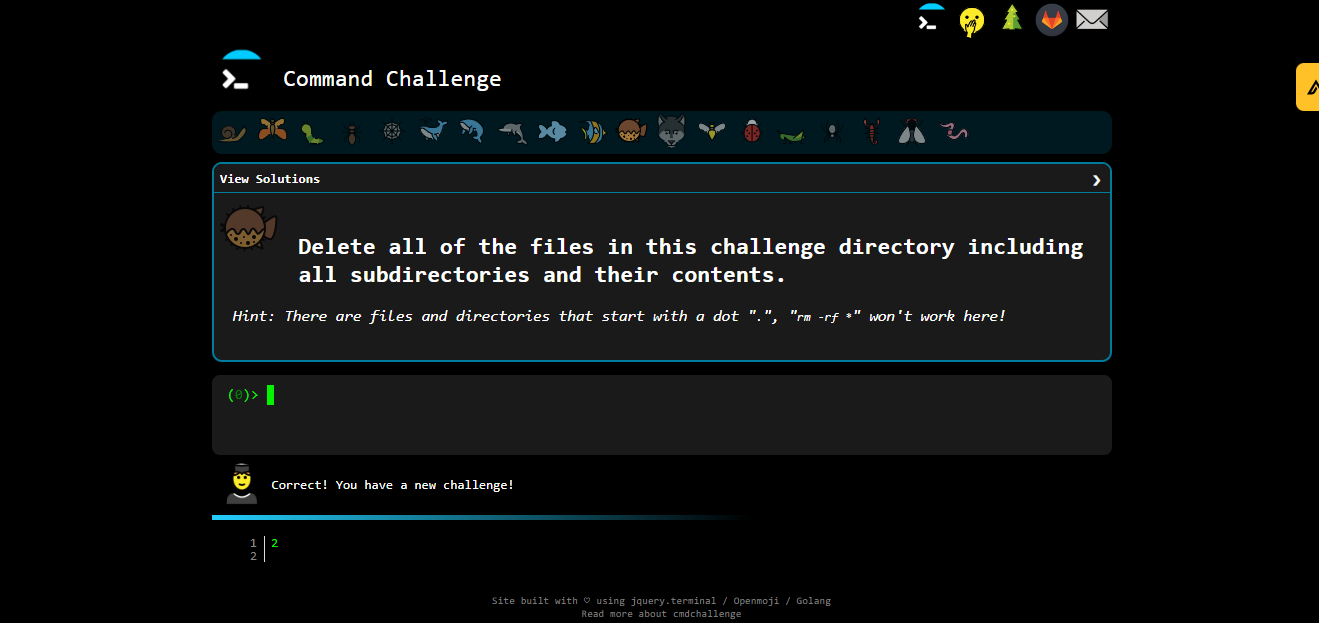 Command Challenge
View Solutions
Delete all of the files in this challenge directory including
all subdirectories and their contents.
Hint: There are files and directories that start with a dot ".", "rm -rf *" won't work here!
(0)>
Correct! You have a new challenge!
1 2
2
Site built with ♡ using jquery.terminal / Openmoji / Golang
Read more about cmdchallenge